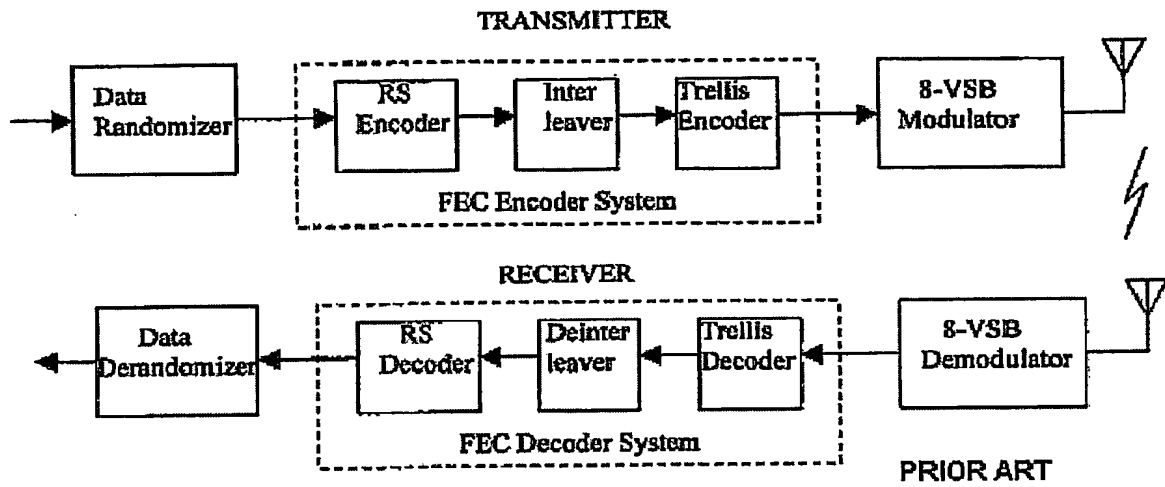 TRANSMITTER
Data
Randomizer
RS
Encoder
Inter
leaver
Trellis
Encoder
8-VSB
Modulator
FEC Encoder System
RECEIVER
Data
Derandomizer
RS
Decoder
Deinter
leaver
Trellis
Decoder
8-VSB
Demodulator
FEC Decoder System
PRIOR ART